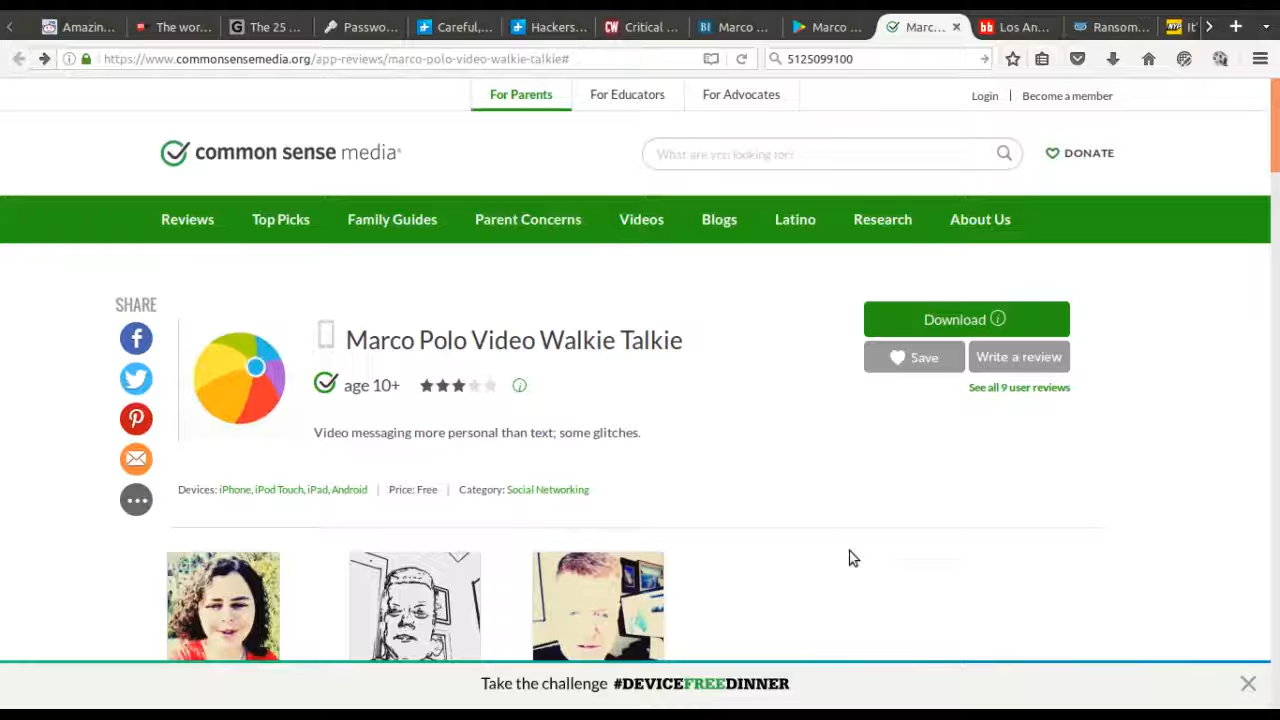 Amazin...
The wor...
The 25 ...
Passwo...
Careful,...
Hackers...
Critical ...
Marco ...
Marco ...
Marc...
Los An...
Ransom...
It'
https://www.commonsensemedia.org/app-reviews/marco-polo-video-walkie-talkie#
5125099100
For Parents
For Educators
For Advocates
Login | Become a member
common sense media
What are you looking for?
DONATE
Reviews
Top Picks
Family Guides
Parent Concerns
Videos
Blogs
Latino
Research
About Us
SHARE
Marco Polo Video Walkie Talkie
age 10+
Video messaging more personal than text; some glitches.
Devices: iPhone, iPod Touch, iPad, Android | Price: Free | Category: Social Networking
Download
Save
Write a review
See all 9 user reviews
Take the challenge #DEVICEFREEDINNER